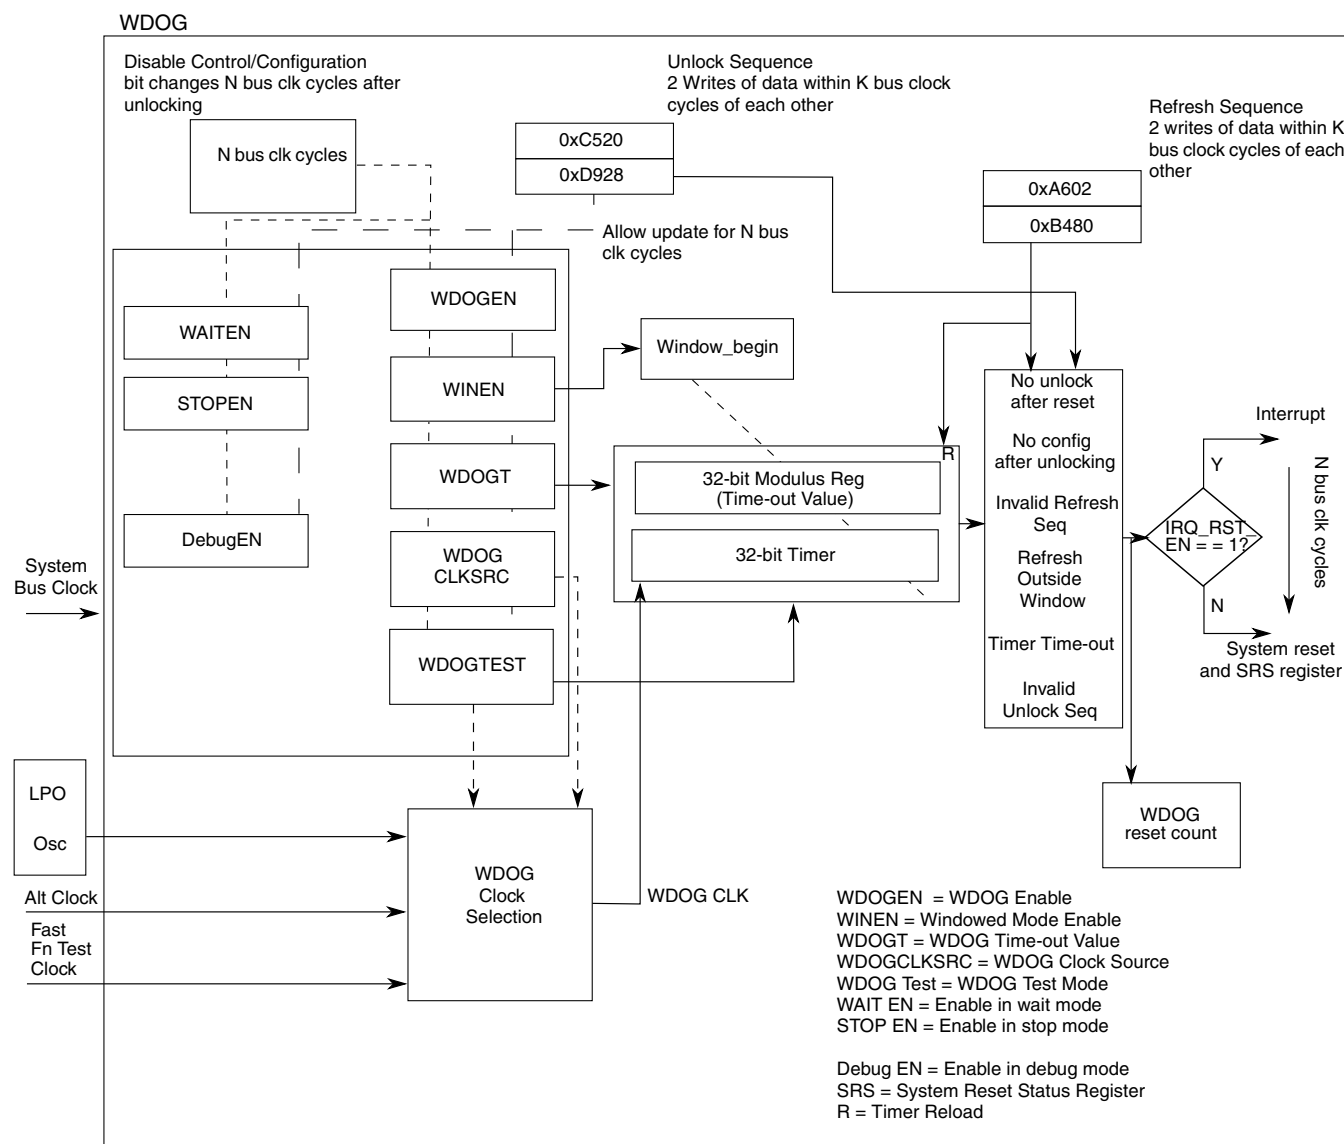 WDOG
Disable Control/Configuration
bit changes N bus clk cycles after
unlocking
N bus clk cycles
Unlock Sequence
2 Writes of data within K bus clock
cycles of each other
0xC520
0xD928
Refresh Sequence
2 writes of data within K
bus clock cycles of each
other
0xA602
0xB480
Allow update for N bus
clk cycles
WDOGEN
WAITEN
WINEN
STOPEN
WDOGT
DebugEN
WDOG
CLKSRC
WDOGTEST
Window_begin
R
32-bit Modulus Reg
(Time-out Value)
32-bit Timer
No unlock
after reset
No config
after unlocking
Invalid Refresh
Seq
Refresh
Outside
Window
Timer Time-out
Invalid
Unlock Seq
Interrupt
Y
IRQ_RST_
EN = = 1?
N
N bus clk cycles
System reset
and SRS register
System
Bus Clock
LPO
Osc
Alt Clock
Fast
Fn Test
Clock
WDOG
Clock
Selection
WDOG CLK
WDOG
reset count
WDOGEN = WDOG Enable
WINEN = Windowed Mode Enable
WDOGT = WDOG Time-out Value
WDOGCLKSRC = WDOG Clock Source
WDOG Test = WDOG Test Mode
WAIT EN = Enable in wait mode
STOP EN = Enable in stop mode
Debug EN = Enable in debug mode
SRS = System Reset Status Register
R = Timer Reload